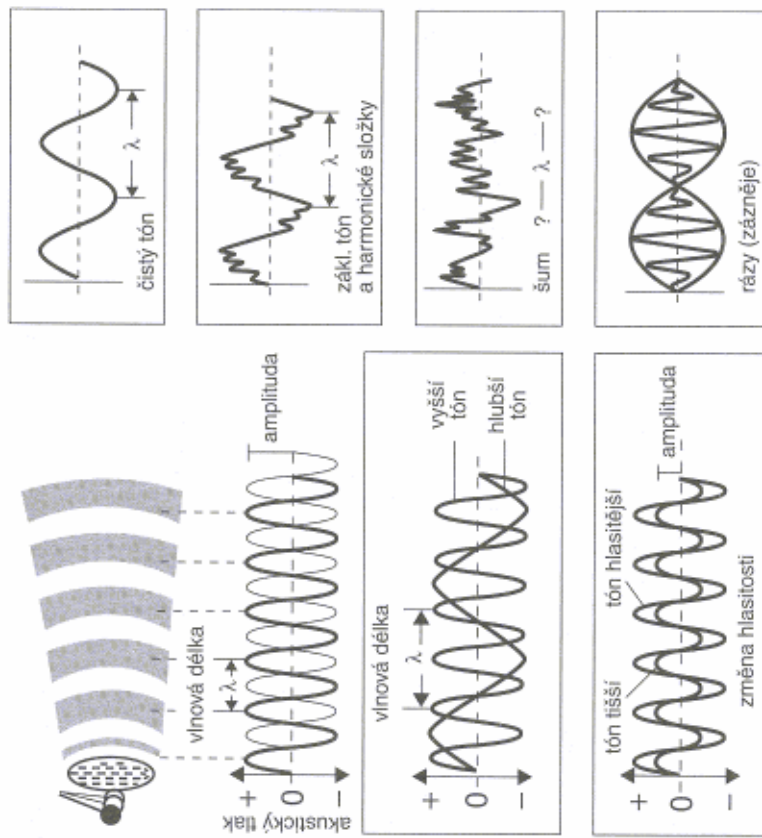 vlnová délka
λ
+
0
–
akustický tlak
amplituda
vlnová délka
λ
+
0
–
vyšší
tón
hlubší
tón
tón tišší
tón hlasitější
+
0
–
amplituda
změna hlasitosti
čistý tón
λ
zákl. tón
a harmonické složky
λ
šum
? — λ — ?
rázy (zázněje)